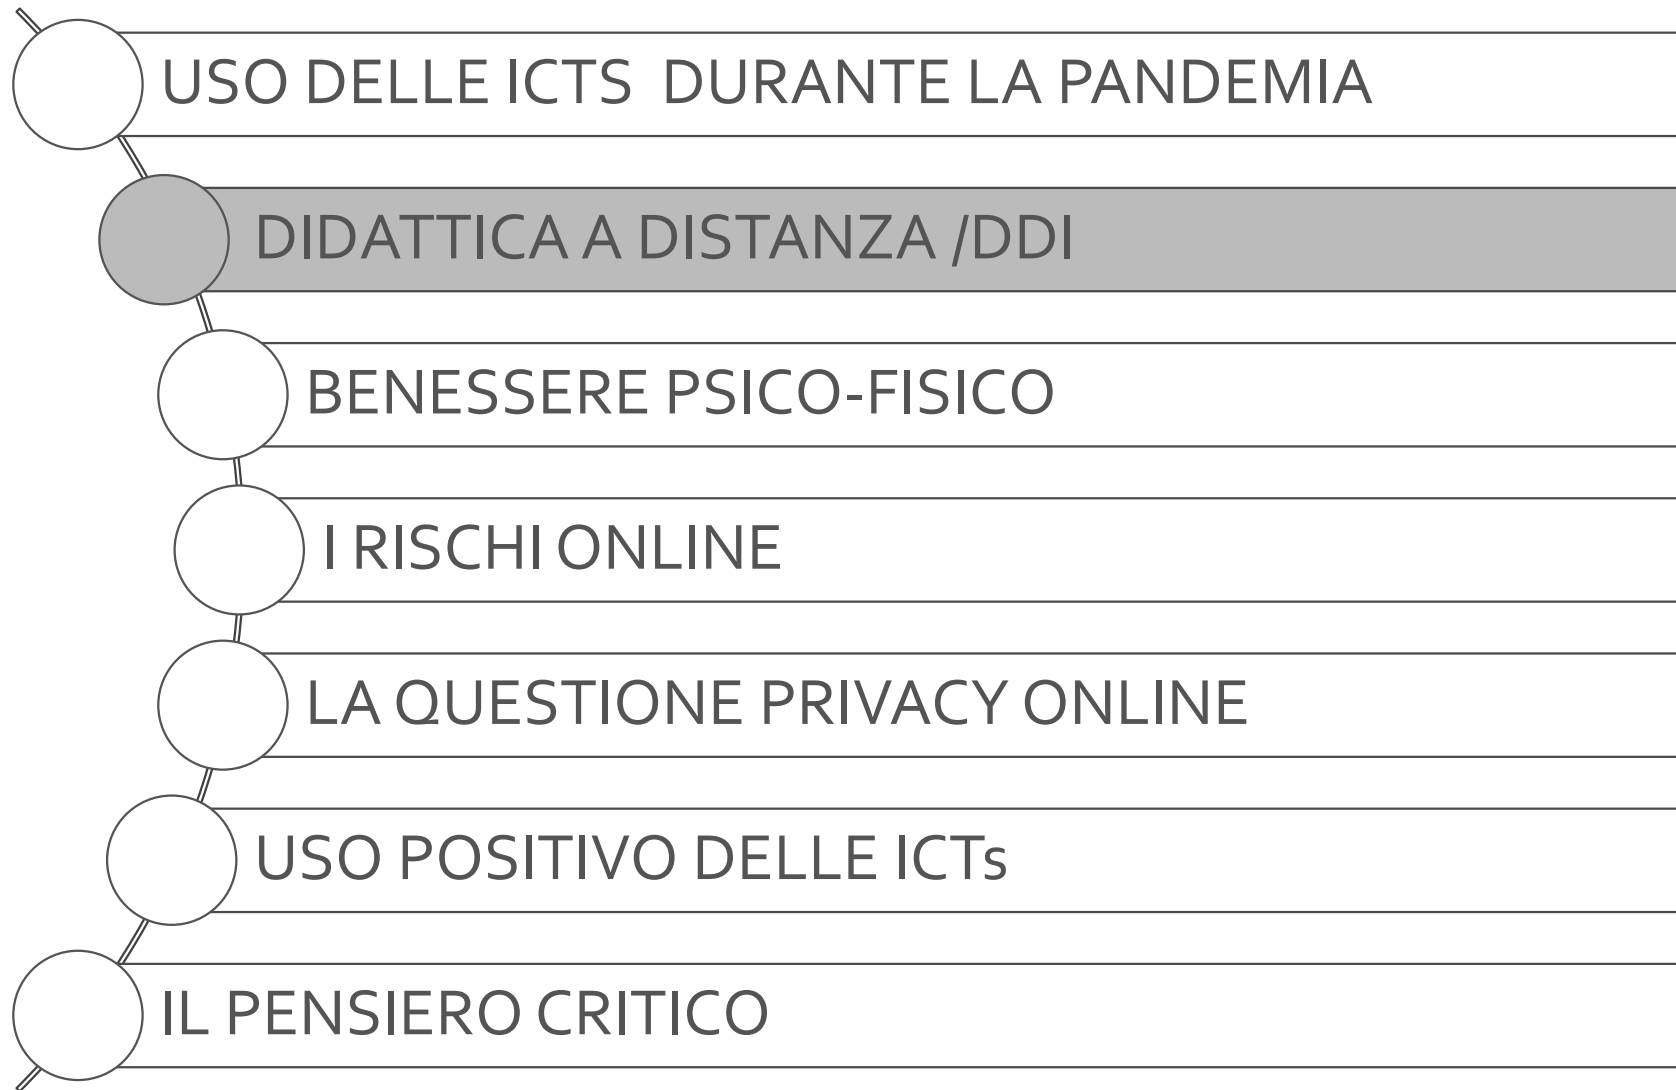 USO DELLE ICTS DURANTE LA PANDEMIA
DIDATTICA A DISTANZA /DDI
BENESSERE PSICO-FISICO
I RISCHI ONLINE
LA QUESTIONE PRIVACY ONLINE
USO POSITIVO DELLE ICTs
IL PENSIERO CRITICO